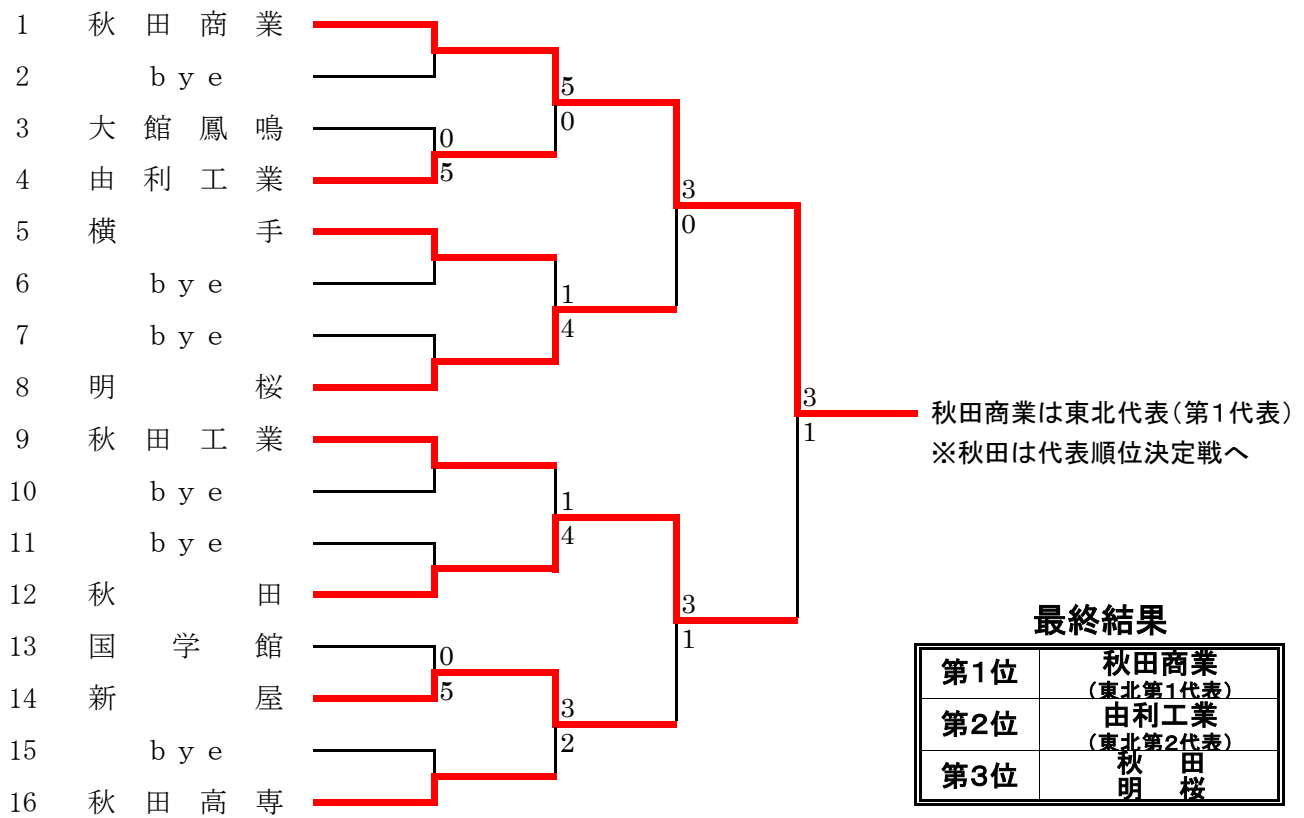 1 秋田商業
2 bye
3 大館鳳鳴
4 由利工業
5 横手
6 bye
7 bye
8 明桜
9 秋田工業
10 bye
11 bye
12 秋田
13 国学館
14 新屋
15 bye
16 秋田高専
0
5
0
5
5
0
1
4
1
4
3
2
3
0
3
1
3
1
秋田商業は東北代表(第1代表)
※秋田は代表順位決定戦へ
最終結果
第1位 秋田商業
(東北第1代表)
第2位 由利工業
(東北第2代表)
第3位 秋 田
明 桜